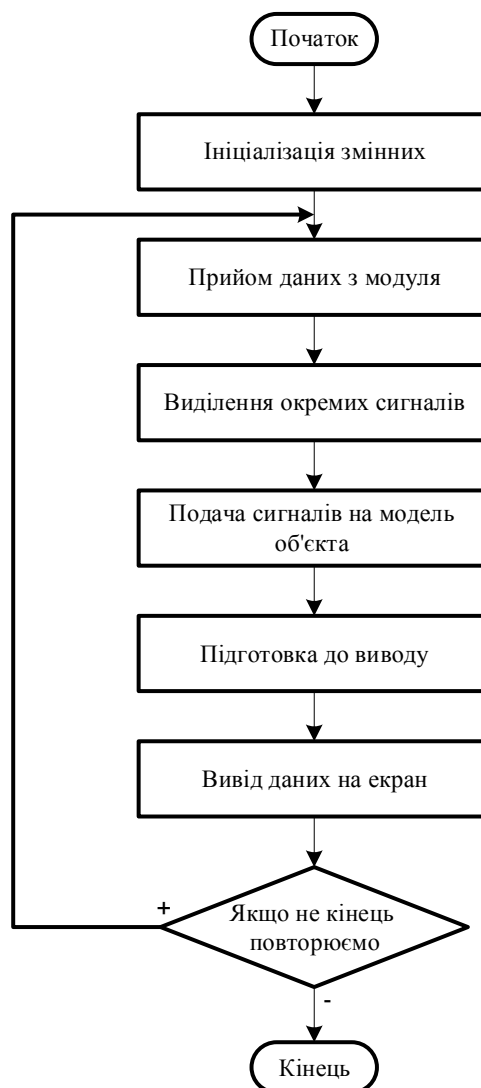 Початок
Ініціалізація змінних
Прийом даних з модуля
Виділення окремих сигналів
Подача сигналів на модель
об'єкта
Підготовка до виводу
Вивід даних на екран
+
Якщо не кінець
повторюємо
-
Кінець